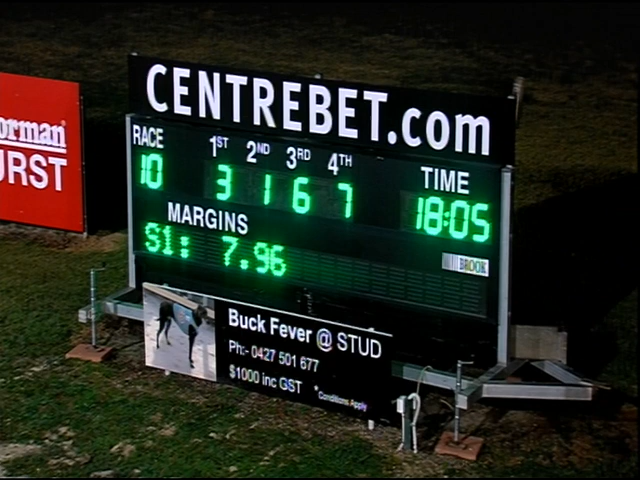 CENTREBET.com
RACE 1ST 2ND 3RD 4TH TIME
10 3 1 6 7 18:05
MARGINS
S1: 7.96
BROOK
Buck Fever @ STUD
Ph:- 0427 501 677
$1000 inc GST *Conditions Apply
orman
URST